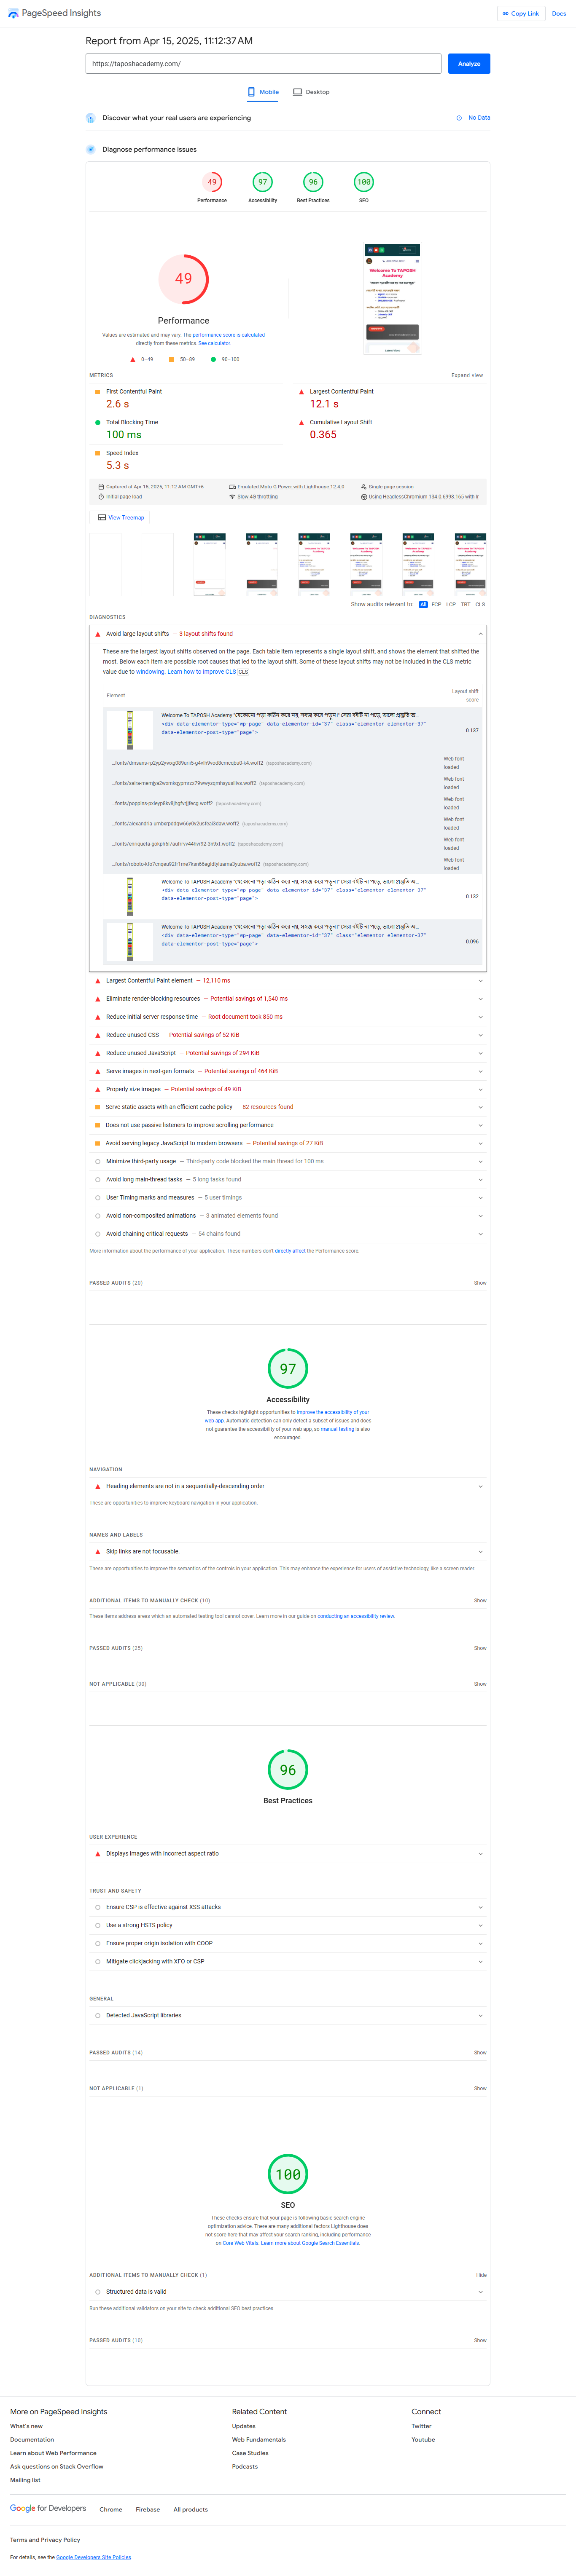 PageSpeed Insights
Copy Link
Docs
Report from Apr 15, 2025, 11:12:37 AM
https://taposhacademy.com/
Analyze
Mobile
Desktop
Discover what your real users are experiencing
No Data
Diagnose performance issues
49
97
96
100
Performance
Accessibility
Best Practices
SEO
49
Performance
Values are estimated and may vary. The performance score is calculated
directly from these metrics. See calculator.
0–49
50–89
90–100
Welcome To TAPOSH
Academy
METRICS
Expand view
First Contentful Paint
2.6 s
Largest Contentful Paint
12.1 s
Total Blocking Time
100 ms
Cumulative Layout Shift
0.365
Speed Index
5.3 s
Captured at Apr 15, 2025, 11:12 AM GMT+6
Emulated Moto G Power with Lighthouse 12.4.0
Single page session
Initial page load
Slow 4G throttling
Using HeadlessChromium 134.0.6998.165 with lr
View Treemap
Show audits relevant to: All FCP LCP TBT CLS
DIAGNOSTICS
Avoid large layout shifts — 3 layout shifts found
These are the largest layout shifts observed on the page. Each table item represents a single layout shift, and shows the element that shifted the
most. Below each item are possible root causes that led to the layout shift. Some of these layout shifts may not be included in the CLS metric
value due to windowing. Learn how to improve CLS CLS
Element
Layout shift
score
Welcome To TAPOSH Academy "যেকোনো পড়া কঠিন করে নয়, সহজ করে পড়ুন।" সেরা বইটি না পড়ে, ভালো প্রস্তুতি অ…
<div data-elementor-type="wp-page" data-elementor-id="37" class="elementor elementor-37"
data-elementor-post-type="page">
0.137
(taposhacademy.com)
Web font
loaded
(taposhacademy.com)
Web font
loaded
(taposhacademy.com)
Web font
loaded
(taposhacademy.com)
Web font
loaded
(taposhacademy.com)
Web font
loaded
(taposhacademy.com)
Web font
loaded
Welcome To TAPOSH Academy "যেকোনো পড়া কঠিন করে নয়, সহজ করে পড়ুন।" সেরা বইটি না পড়ে, ভালো প্রস্তুতি অ…
<div data-elementor-type="wp-page" data-elementor-id="37" class="elementor elementor-37"
data-elementor-post-type="page">
0.132
Welcome To TAPOSH Academy "যেকোনো পড়া কঠিন করে নয়, সহজ করে পড়ুন।" সেরা বইটি না পড়ে, ভালো প্রস্তুতি অ…
<div data-elementor-type="wp-page" data-elementor-id="37" class="elementor elementor-37"
data-elementor-post-type="page">
0.096
Largest Contentful Paint element — 12,110 ms
Eliminate render-blocking resources — Potential savings of 1,540 ms
Reduce initial server response time — Root document took 850 ms
Reduce unused CSS — Potential savings of 52 KiB
Reduce unused JavaScript — Potential savings of 294 KiB
Serve images in next-gen formats — Potential savings of 464 KiB
Properly size images — Potential savings of 49 KiB
Serve static assets with an efficient cache policy — 82 resources found
Does not use passive listeners to improve scrolling performance
Avoid serving legacy JavaScript to modern browsers — Potential savings of 27 KiB
Minimize third-party usage — Third-party code blocked the main thread for 100 ms
Avoid long main-thread tasks — 5 long tasks found
User Timing marks and measures — 5 user timings
Avoid non-composited animations — 3 animated elements found
Avoid chaining critical requests — 54 chains found
More information about the performance of your application. These numbers don't directly affect the Performance score.
PASSED AUDITS (20)
Show
97
Accessibility
These checks highlight opportunities to improve the accessibility of your
web app. Automatic detection can only detect a subset of issues and does
not guarantee the accessibility of your web app, so manual testing is also
encouraged.
NAVIGATION
Heading elements are not in a sequentially-descending order
These are opportunities to improve keyboard navigation in your application.
NAMES AND LABELS
Skip links are not focusable.
These are opportunities to improve the semantics of the controls in your application. This may enhance the experience for users of assistive technology, like a screen reader.
ADDITIONAL ITEMS TO MANUALLY CHECK (10)
Show
These items address areas which an automated testing tool cannot cover. Learn more in our guide on conducting an accessibility review.
PASSED AUDITS (25)
Show
NOT APPLICABLE (30)
Show
96
Best Practices
USER EXPERIENCE
Displays images with incorrect aspect ratio
TRUST AND SAFETY
Ensure CSP is effective against XSS attacks
Use a strong HSTS policy
Ensure proper origin isolation with COOP
Mitigate clickjacking with XFO or CSP
GENERAL
Detected JavaScript libraries
PASSED AUDITS (14)
Show
NOT APPLICABLE (1)
Show
100
SEO
These checks ensure that your page is following basic search engine
optimization advice. There are many additional factors Lighthouse does
not score here that may affect your search ranking, including performance
on Core Web Vitals. Learn more about Google Search Essentials.
ADDITIONAL ITEMS TO MANUALLY CHECK (1)
Hide
Structured data is valid
Run these additional validators on your site to check additional SEO best practices.
PASSED AUDITS (10)
Show
More on PageSpeed Insights
What's new
Documentation
Learn about Web Performance
Ask questions on Stack Overflow
Mailing list
Related Content
Updates
Web Fundamentals
Case Studies
Podcasts
Connect
Twitter
Youtube
Google for Developers
Chrome
Firebase
All products
Terms and Privacy Policy
For details, see the Google Developers Site Policies.